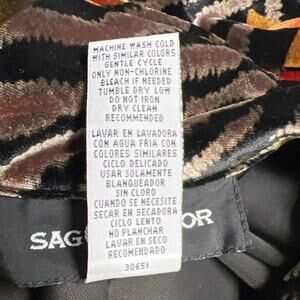 MACHINE WASH COLD
WITH SIMILAR COLORS
GENTLE CYCLE
ONLY NON-CHLORINE
BLEACH IF NEEDED
TUMBLE DRY LOW
DO NOT IRON
DRY CLEAN
RECOMMENDED
LAVAR EN LAVADORA
CON AGUA FRIA CON
COLORES SIMILARES
CICLO DELICADO
USAR SOLAMENTE
BLANQUEADOR
SIN CLORO
CUANDO SE NECESITE
SECAR EN SECADORA
CICLO LENTO
NO PLANCHAR
LAVAR EN SECO
RECOMENDADO
30651